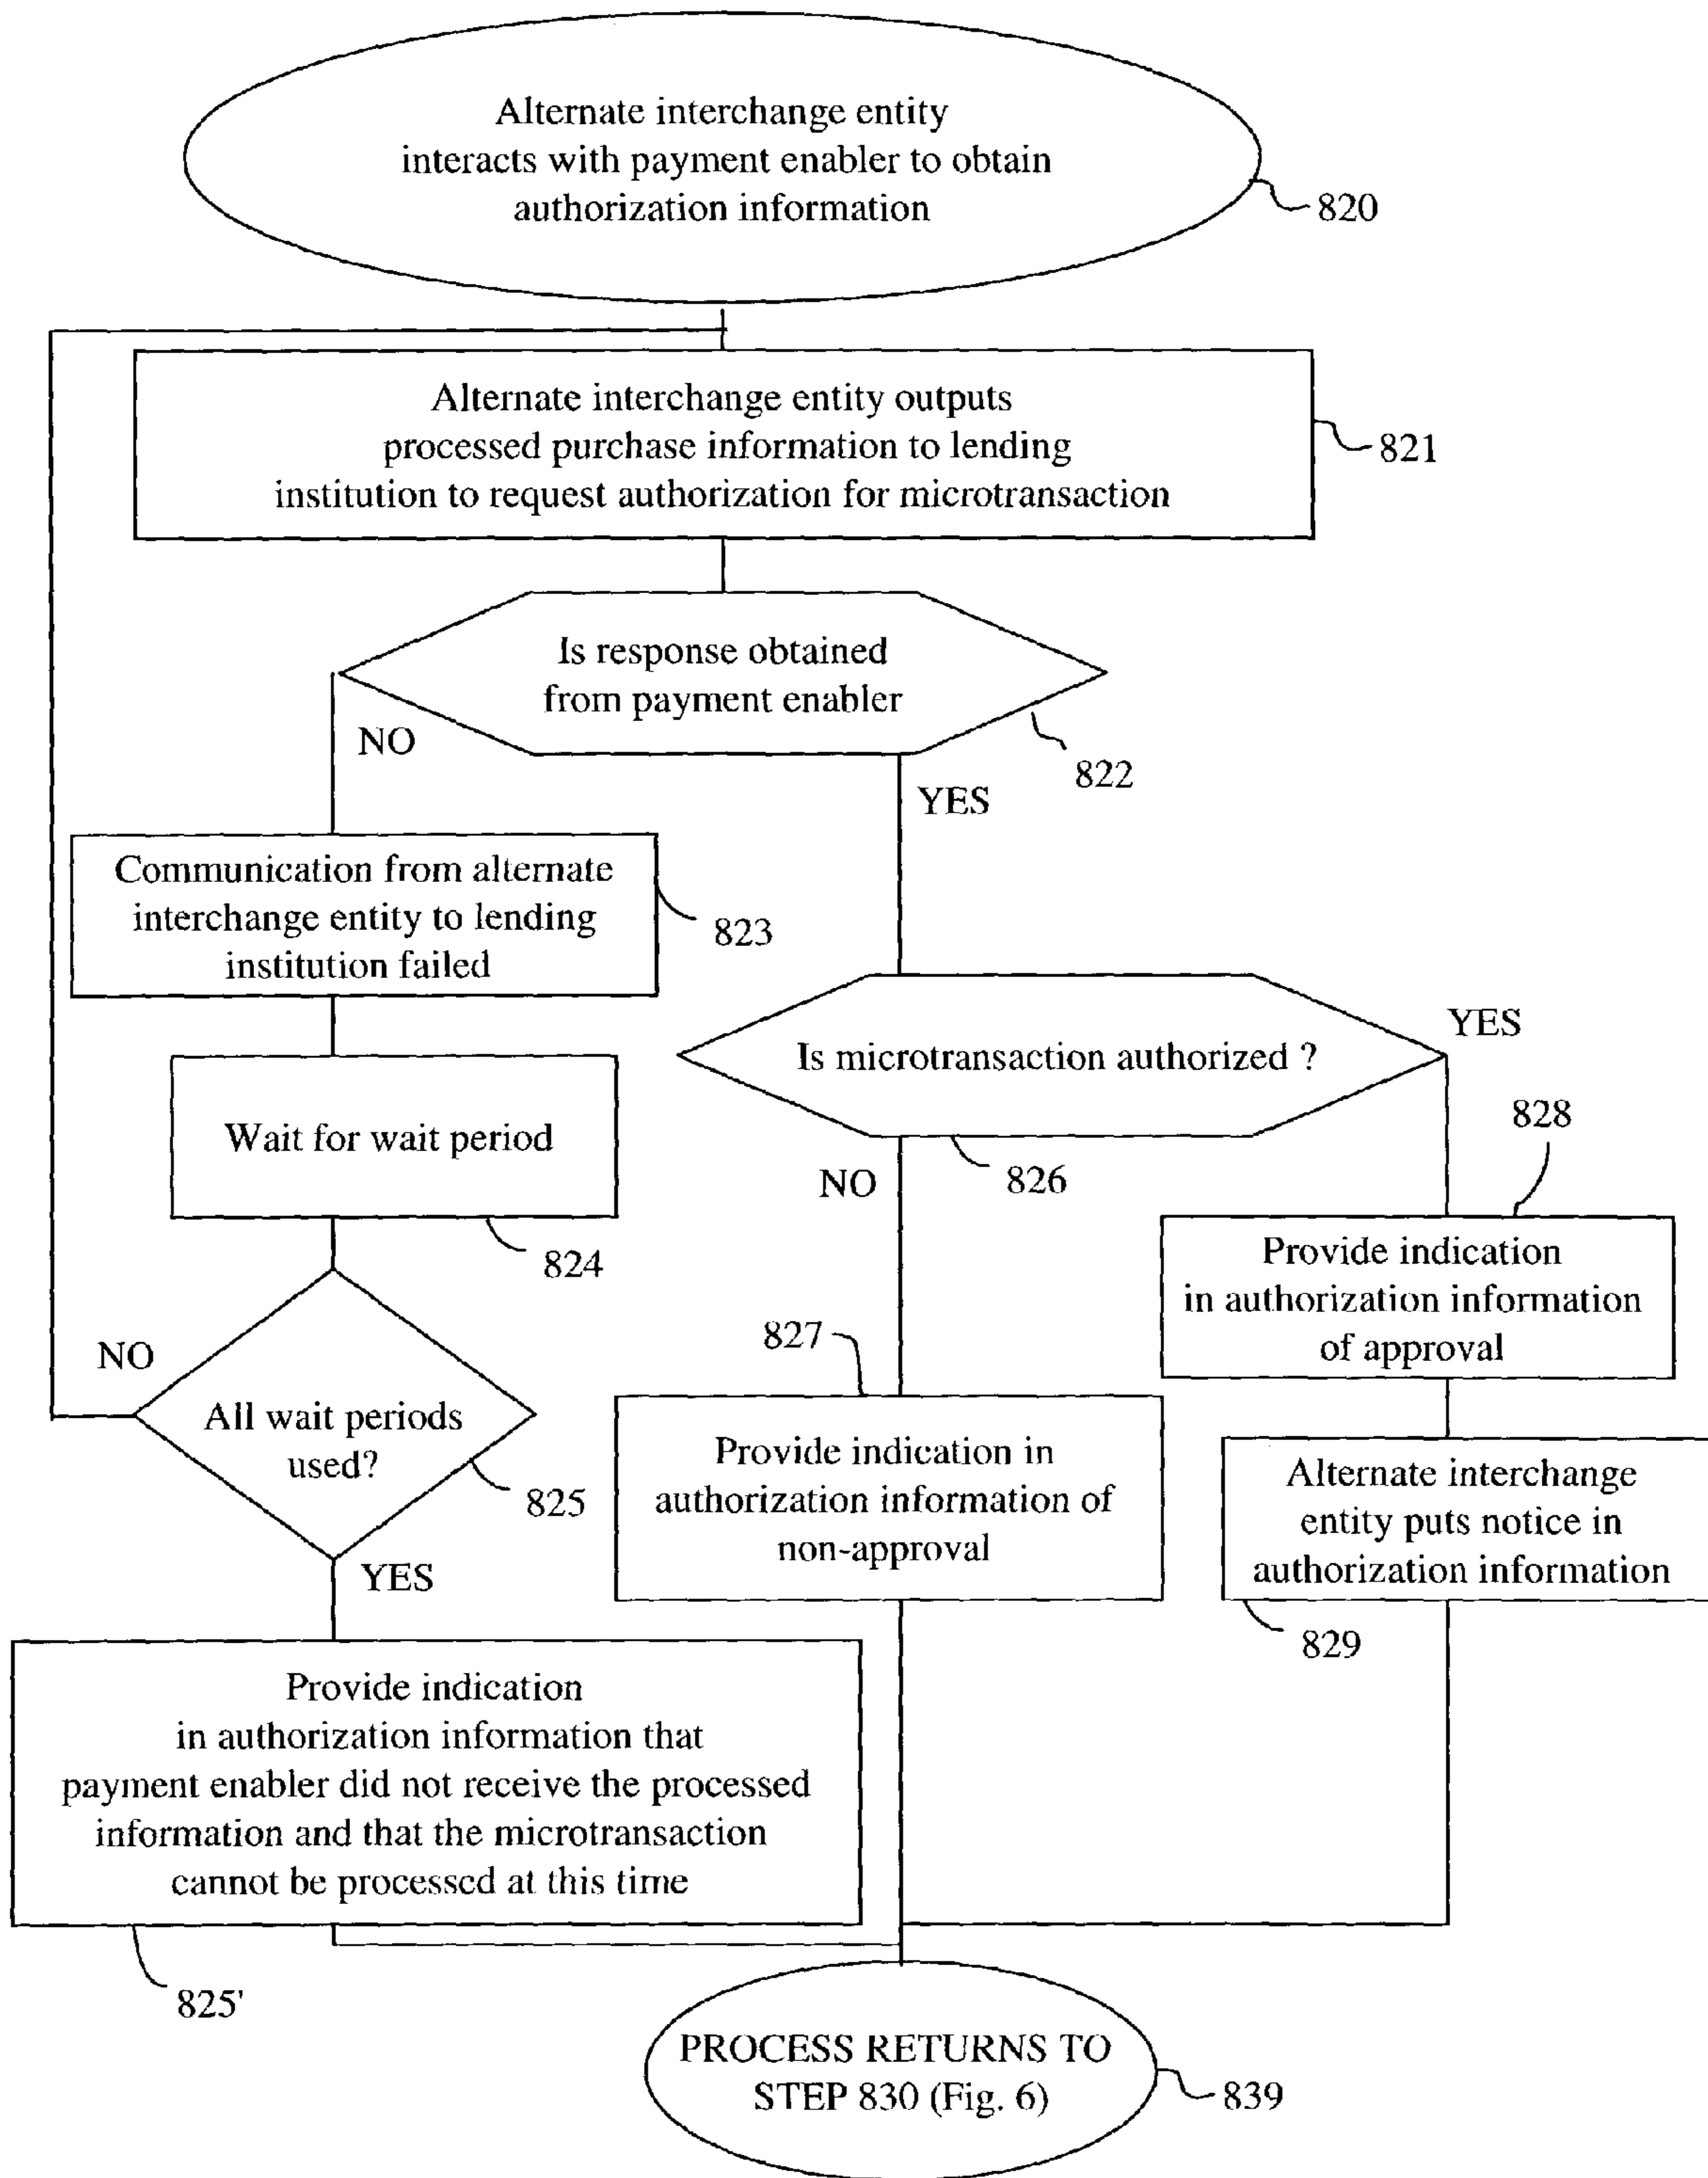 Alternate interchange entity
interacts with payment enabler to obtain
authorization information
820
Alternate interchange entity outputs
processed purchase information to lending
institution to request authorization for microtransaction
821
Is response obtained
from payment enabler
822
NO
YES
Communication from alternate
interchange entity to lending
institution failed
823
Is microtransaction authorized ?
YES
826
NO
Wait for wait period
824
828
Provide indication
in authorization information
of approval
827
Provide indication in
authorization information of
non-approval
NO
All wait periods
used?
825
YES
Alternate interchange
entity puts notice in
authorization information
829
Provide indication
in authorization information that
payment enabler did not receive the processed
information and that the microtransaction
cannot be processed at this time
825'
PROCESS RETURNS TO
STEP 830 (Fig. 6)
839